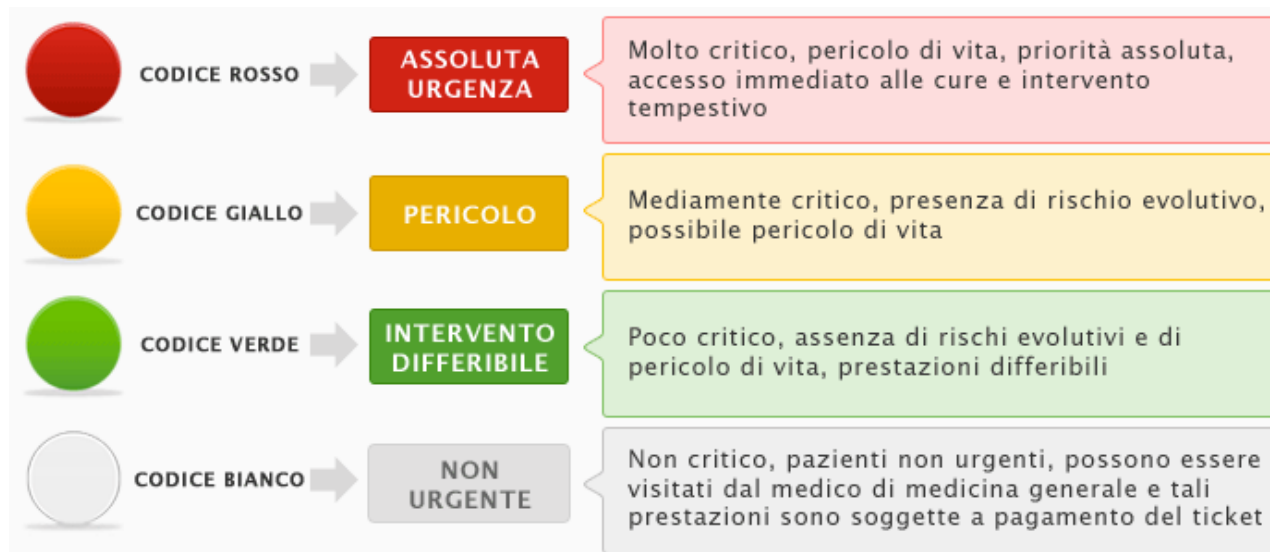 CODICE ROSSO
ASSOLUTA
URGENZA
Molto critico, pericolo di vita, priorità assoluta,
accesso immediato alle cure e intervento
tempestivo
CODICE GIALLO
PERICOLO
Mediamente critico, presenza di rischio evolutivo,
possibile pericolo di vita
CODICE VERDE
INTERVENTO
DIFFERIBILE
Poco critico, assenza di rischi evolutivi e di
pericolo di vita, prestazioni differibili
CODICE BIANCO
NON
URGENTE
Non critico, pazienti non urgenti, possono essere
visitati dal medico di medicina generale e tali
prestazioni sono soggette a pagamento del ticket